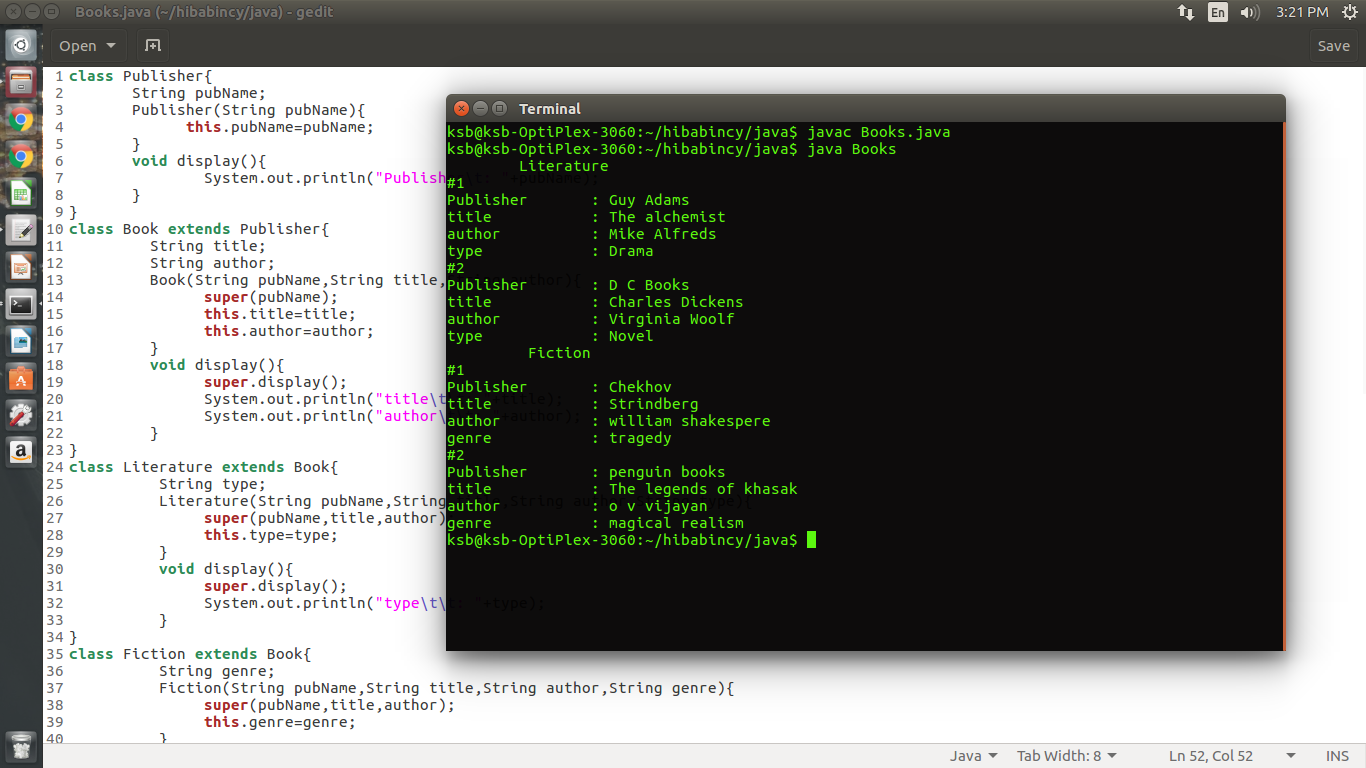 Books.java (~/hibabincy/java) - gedit
En
3:21 PM
Open
Save
1 class Publisher{
2 String pubName;
3 Publisher(String pubName){
4 this.pubName=pubName;
5 }
6 void display(){
7 System.out.println("Publisher\t: "+pubName);
8 }
9 }
10 class Book extends Publisher{
11 String title;
12 String author;
13 Book(String pubName,String title,String author){
14 super(pubName);
15 this.title=title;
16 this.author=author;
17 }
18 void display(){
19 super.display();
20 System.out.println("title\t\t: "+title);
21 System.out.println("author\t\t: "+author);
22 }
23 }
24 class Literature extends Book{
25 String type;
26 Literature(String pubName,String title,String author,String type){
27 super(pubName,title,author)
28 this.type=type;
29 }
30 void display(){
31 super.display();
32 System.out.println("type\t\t: "+type);
33 }
34 }
35 class Fiction extends Book{
36 String genre;
37 Fiction(String pubName,String title,String author,String genre){
38 super(pubName,title,author);
39 this.genre=genre;
40 }
Terminal
ksb@ksb-OptiPlex-3060:~/hibabincy/java$ javac Books.java
ksb@ksb-OptiPlex-3060:~/hibabincy/java$ java Books
Literature
#1
Publisher : Guy Adams
title : The alchemist
author : Mike Alfreds
type : Drama
#2
Publisher : D C Books
title : Charles Dickens
author : Virginia Woolf
type : Novel
Fiction
#1
Publisher : Chekhov
title : Strindberg
author : william shakespere
genre : tragedy
#2
Publisher : penguin books
title : The legends of khasak
author : o v vijayan
genre : magical realism
ksb@ksb-OptiPlex-3060:~/hibabincy/java$
Java
Tab Width: 8
Ln 52, Col 52
INS